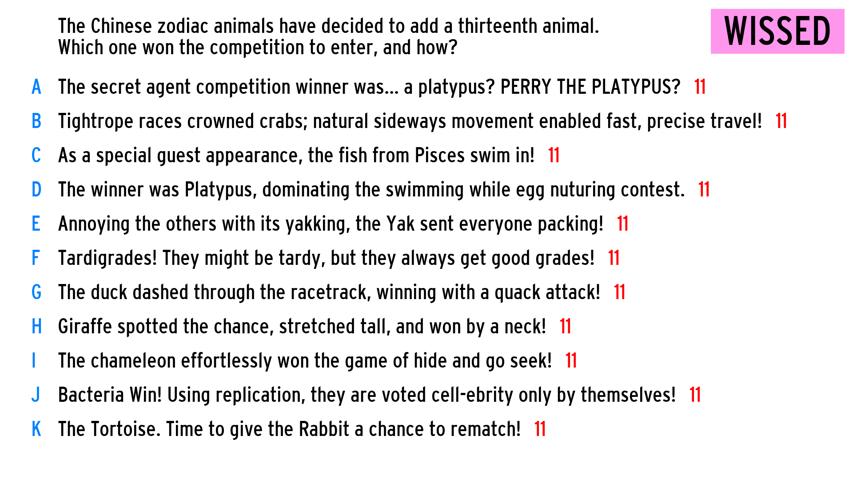 The Chinese zodiac animals have decided to add a thirteenth animal.
Which one won the competition to enter, and how?
WISSED
A The secret agent competition winner was... a platypus? PERRY THE PLATYPUS? 11
B Tightrope races crowned crabs; natural sideways movement enabled fast, precise travel! 11
C As a special guest appearance, the fish from Pisces swim in! 11
D The winner was Platypus, dominating the swimming while egg nuturing contest. 11
E Annoying the others with its yakking, the Yak sent everyone packing! 11
F Tardigrades! They might be tardy, but they always get good grades! 11
G The duck dashed through the racetrack, winning with a quack attack! 11
H Giraffe spotted the chance, stretched tall, and won by a neck! 11
I The chameleon effortlessly won the game of hide and go seek! 11
J Bacteria Win! Using replication, they are voted cell-ebrity only by themselves! 11
K The Tortoise. Time to give the Rabbit a chance to rematch! 11